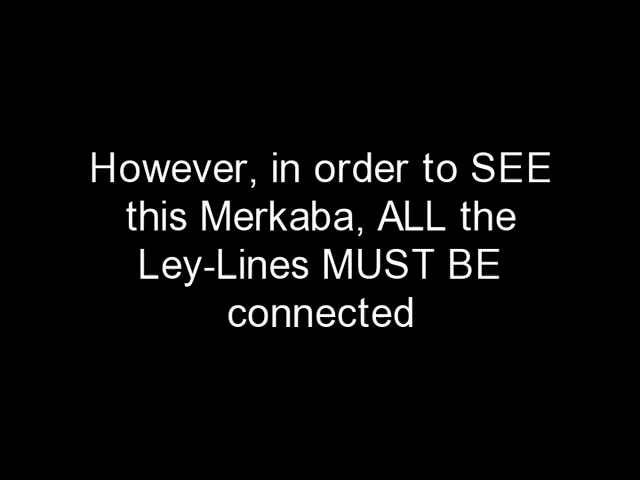 However, in order to SEE
this Merkaba, ALL the
Ley-Lines MUST BE
connected